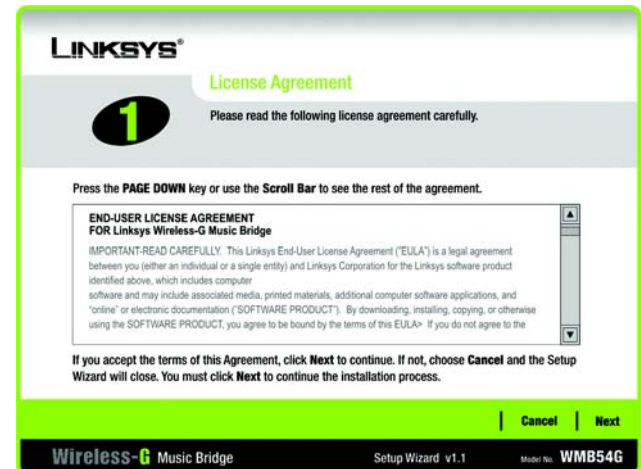 LINKSYS®
License Agreement
1
Please read the following license agreement carefully.
Press the PAGE DOWN key or use the Scroll Bar to see the rest of the agreement.
END-USER LICENSE AGREEMENT
FOR Linksys Wireless-G Music Bridge
IMPORTANT-READ CAREFULLY. This Linksys End-User License Agreement ("EULA") is a legal agreement
between you (either an individual or a single entity) and Linksys Corporation for the Linksys software product
identified above, which includes computer
software and may include associated media, printed materials, additional computer software applications, and
"online" or electronic documentation ("SOFTWARE PRODUCT"). By downloading, installing, copying, or otherwise
using the SOFTWARE PRODUCT, you agree to be bound by the terms of this EULA> If you do not agree to the
If you accept the terms of this Agreement, click Next to continue. If not, choose Cancel and the Setup
Wizard will close. You must click Next to continue the installation process.
Cancel Next
Wireless-G Music Bridge Setup Wizard v1.1 Model No. WMB54G